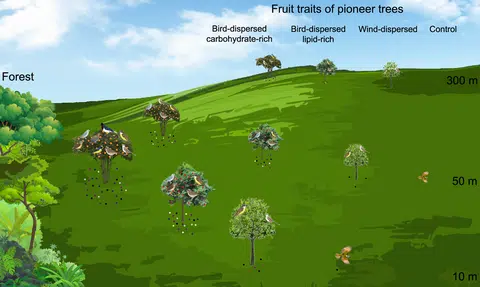 Fruit traits of pioneer trees
Bird-dispersed Bird-dispersed Wind-dispersed Control
carbohydrate-rich lipid-rich
Forest
300 m
50 m
10 m